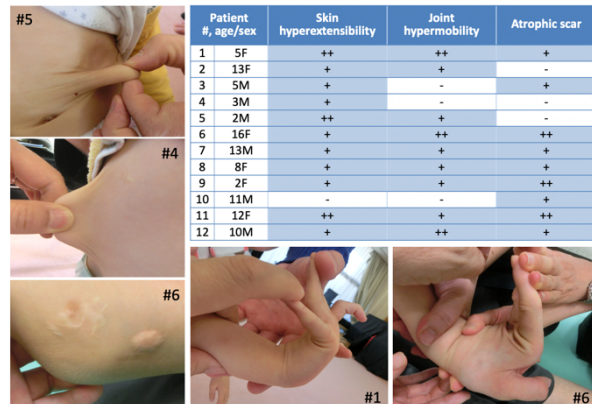 #5
#4
#6
Patient #, age/sex Skin hyperextensibility Joint hypermobility Atrophic scar
1 5F ++ ++ +
2 13F + + -
3 5M + - +
4 3M + - -
5 2M ++ + -
6 16F + ++ ++
7 13M + + +
8 8F + + +
9 2F + + ++
10 11M - - +
11 12F ++ + ++
12 10M + ++ +
#1
#6